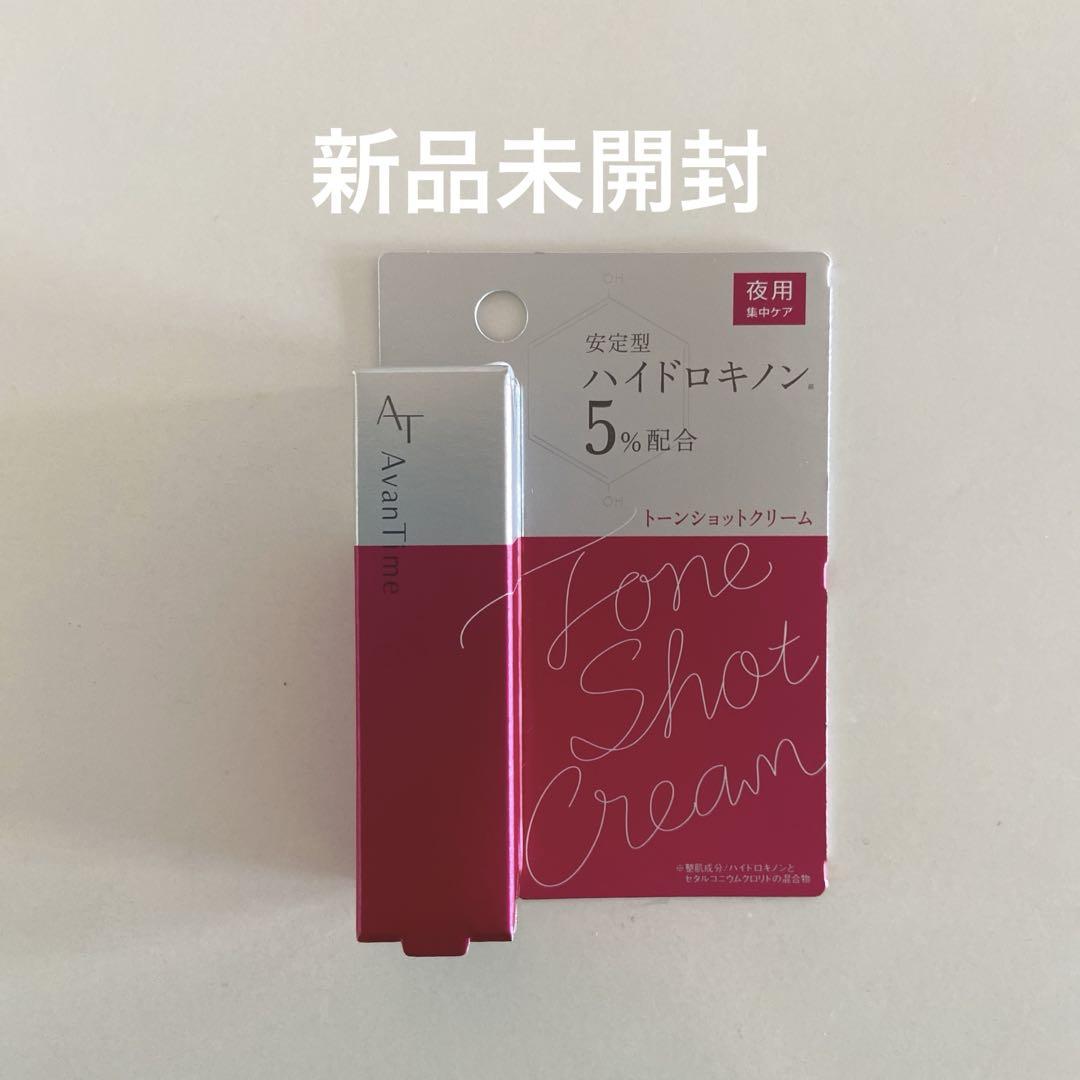 新品未開封
夜用
集中ケア
安定型
ハイドロキノン※
5%配合
OH
OH
トーンショットクリーム
AT
AvanTime
Tone
Shot
Cream
※整肌成分/ハイドロキノンと
セタルコニウムクロリドの混合物